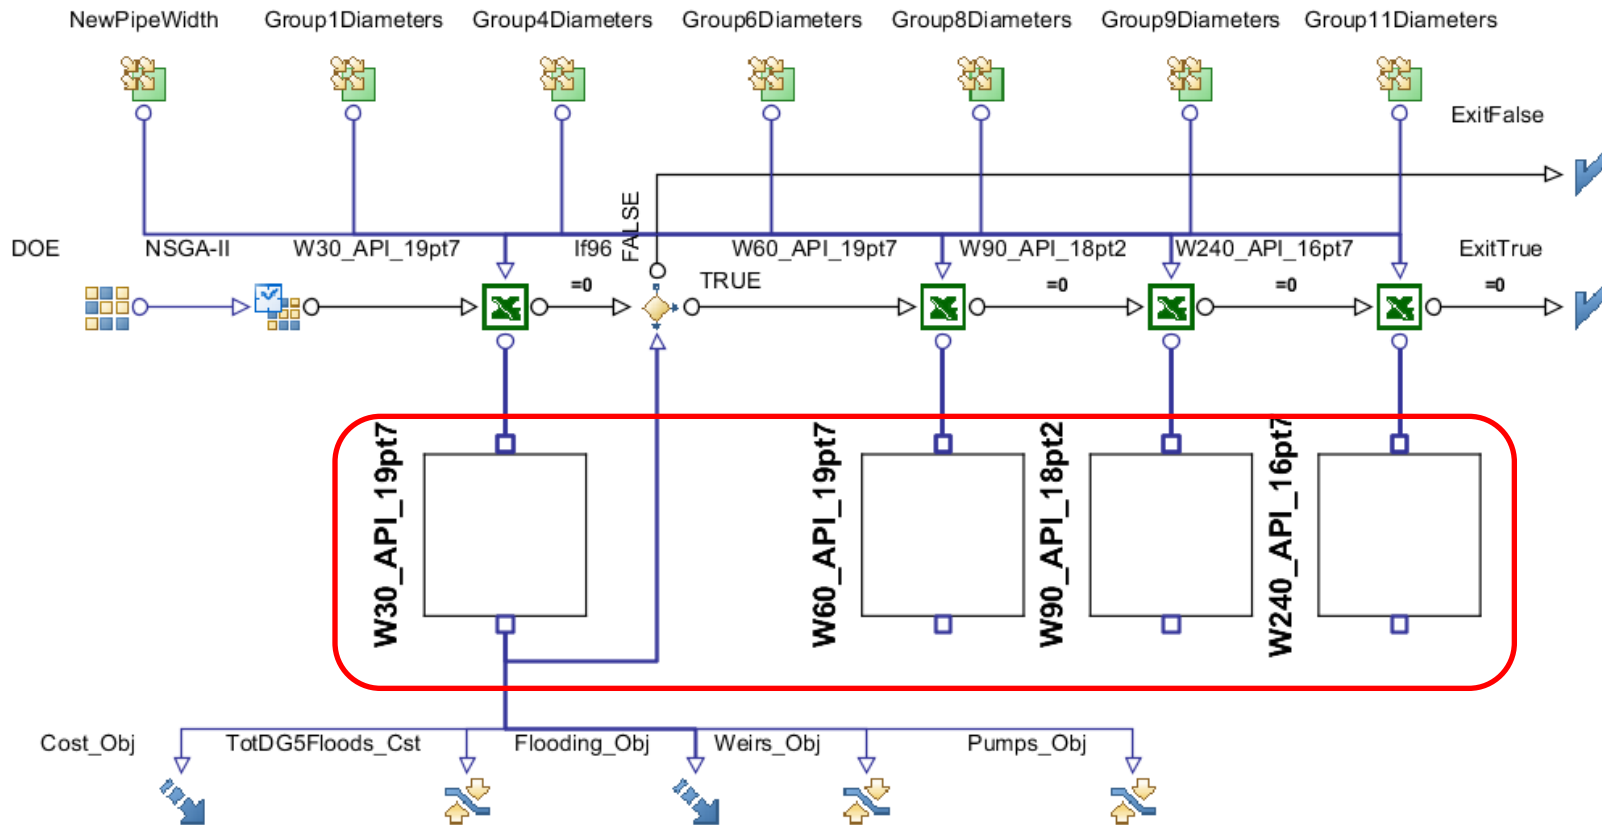 NewPipeWidth
Group1Diameters
Group4Diameters
Group6Diameters
Group8Diameters
Group9Diameters
Group11Diameters
ExitFalse
FALSE
DOE
NSGA-II
W30_API_19pt7
If96
W60_API_19pt7
W90_API_18pt2
W240_API_16pt7
ExitTrue
=0
TRUE
=0
=0
=0
W30_API_19pt7
W60_API_19pt7
W90_API_18pt2
W240_API_16pt7
Cost_Obj
TotDG5Floods_Cst
Flooding_Obj
Weirs_Obj
Pumps_Obj